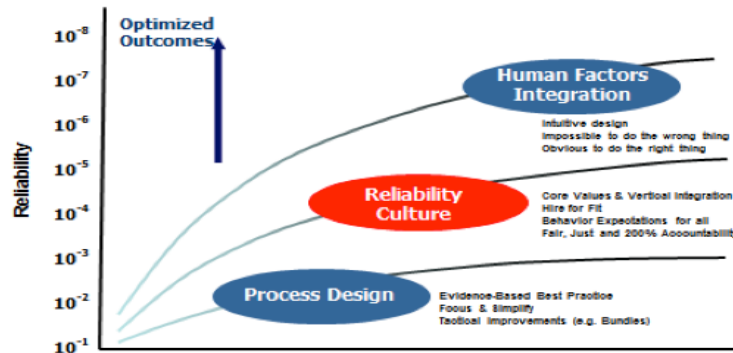 Optimized
Outcomes
10-8
10-7
10-6
10-5
10-4
10-3
10-2
10-1
Reliability
Human Factors
Integration
Intuitive design
Impossible to do the wrong thing
Obvious to do the right thing
Reliability
Culture
Core Values & Vertical Integration
Hire for Fit
Behavior Expectations for all
Fair, Just and 200% Accountability
Process Design
Evidence-Based Best Practice
Focus & Simplify
Tactical Improvements (e.g. Bundles)